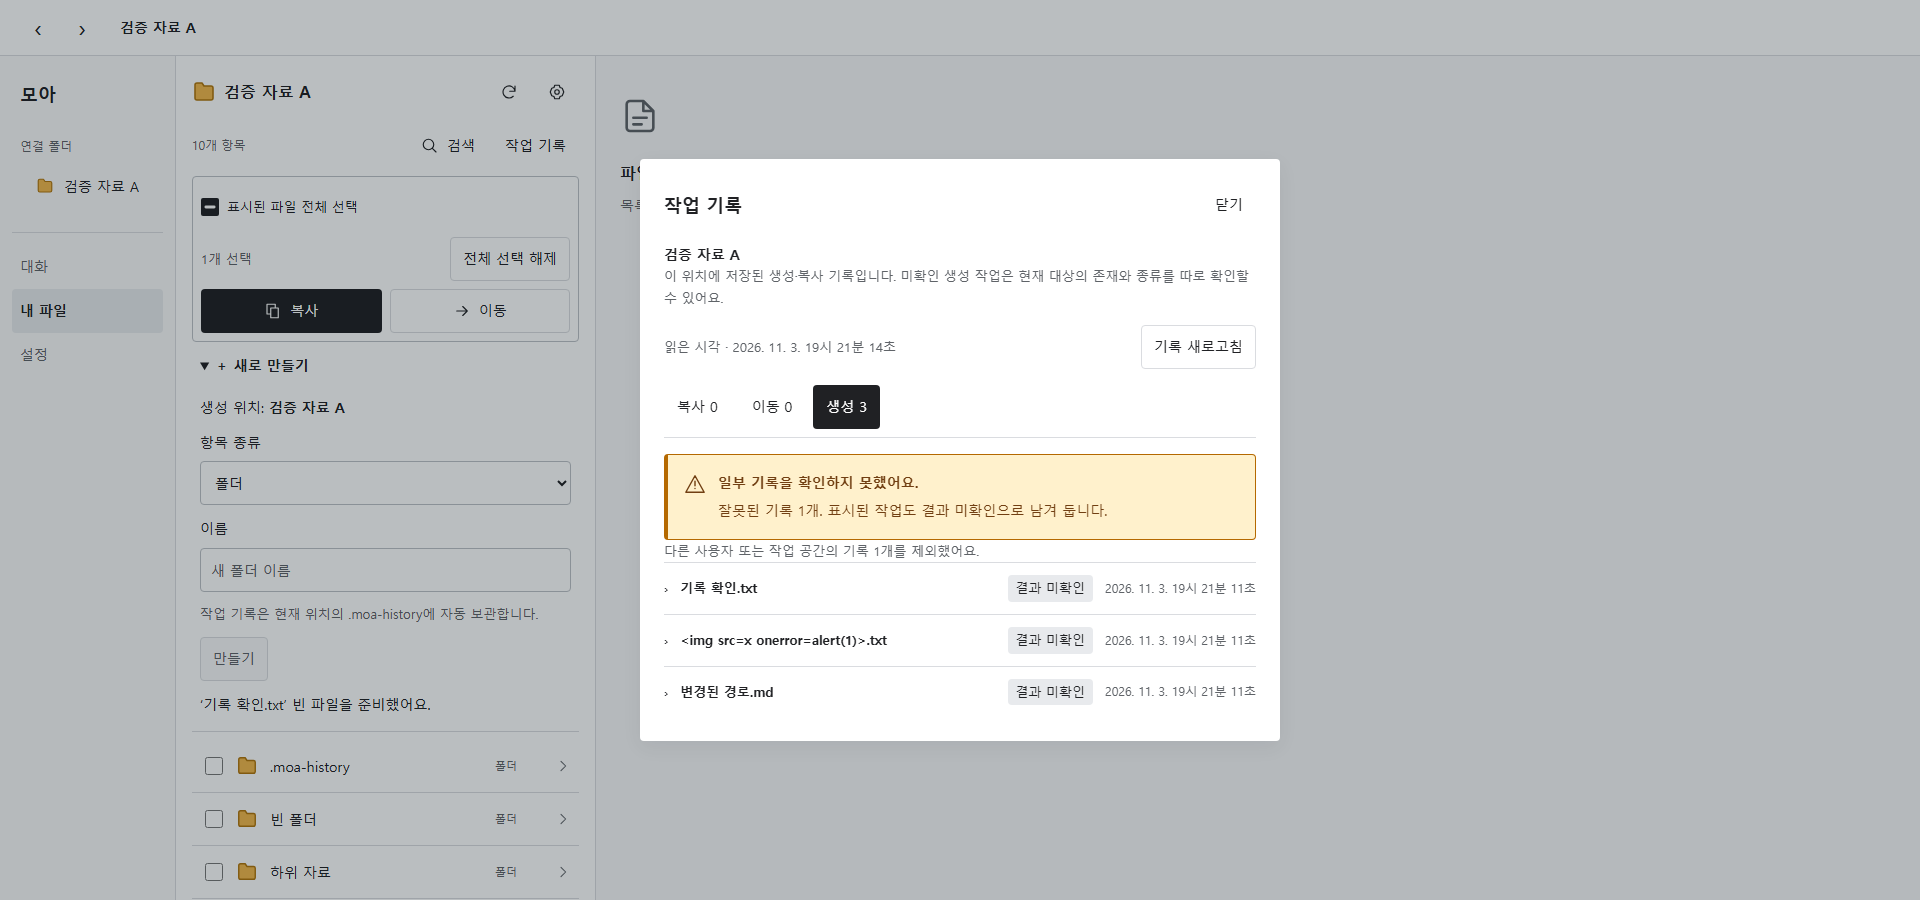 검증 자료 A
모아
연결 폴더
검증 자료 A
대화
내 파일
설정
검증 자료 A
10개 항목
검색
작업 기록
표시된 파일 전체 선택
1개 선택
전체 선택 해제
복사
이동
+ 새로 만들기
생성 위치: 검증 자료 A
항목 종류
폴더
이름
새 폴더 이름
작업 기록은 현재 위치의 .moa-history에 자동 보관합니다.
만들기
‘기록 확인.txt’ 빈 파일을 준비했어요.
.moa-history 폴더
빈 폴더 폴더
하위 자료 폴더
작업 기록
닫기
검증 자료 A
이 위치에 저장된 생성·복사 기록입니다. 미확인 생성 작업은 현재 대상의 존재와 종류를 따로 확인할
수 있어요.
읽은 시각 · 2026. 11. 3. 19시 21분 14초
기록 새로고침
복사 0
이동 0
생성 3
일부 기록을 확인하지 못했어요.
잘못된 기록 1개. 표시된 작업도 결과 미확인으로 남겨 둡니다.
다른 사용자 또는 작업 공간의 기록 1개를 제외했어요.
기록 확인.txt 결과 미확인 2026. 11. 3. 19시 21분 11초
<img src=x onerror=alert(1)>.txt 결과 미확인 2026. 11. 3. 19시 21분 11초
변경된 경로.md 결과 미확인 2026. 11. 3. 19시 21분 11초